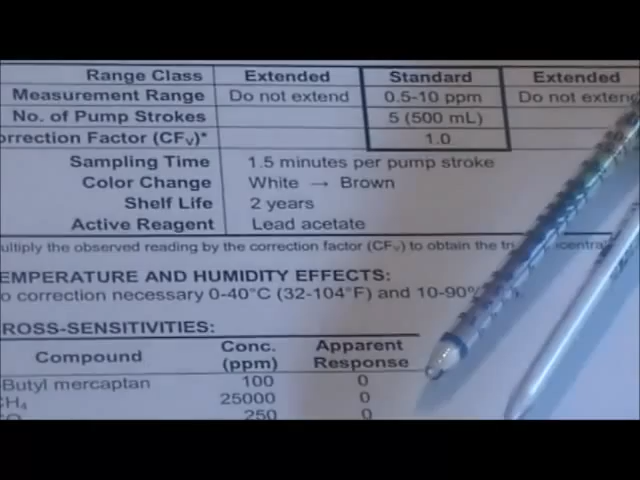 Range Class Extended Standard Extended
Measurement Range Do not extend 0.5-10 ppm Do not extend
No. of Pump Strokes 5 (500 mL)
orrection Factor (CFV)* 1.0
Sampling Time 1.5 minutes per pump stroke
Color Change White → Brown
Shelf Life 2 years
Active Reagent Lead acetate
ultiply the observed reading by the correction factor (CFV) to obtain the
EMPERATURE AND HUMIDITY EFFECTS:
o correction necessary 0-40°C (32-104°F) and 10-90%
ROSS-SENSITIVITIES:
Compound Conc. (ppm) Apparent Response
Butyl mercaptan 100 0
CH4 25000 0
250 0